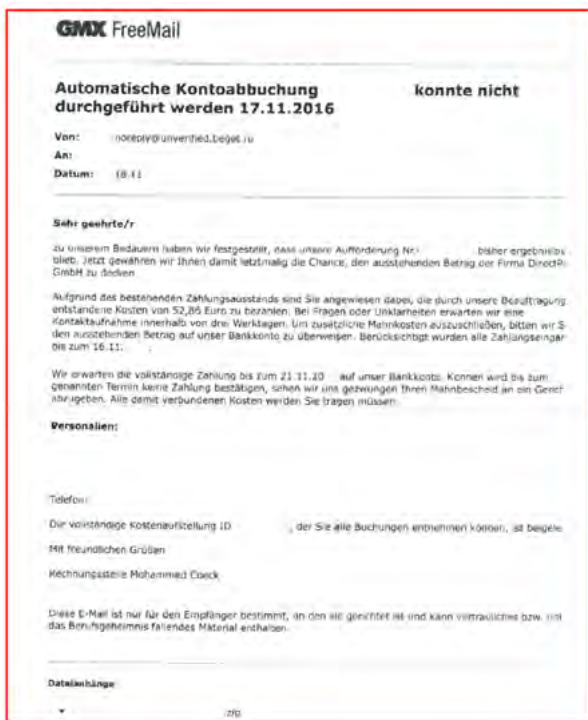 GMX FreeMail
Automatische Kontoabbuchung konnte nicht
durchgeführt werden 17.11.2016
Von: noreply@unverified.beget.ru
An:
Datum: 18.11
Sehr geehrte/r
zu unserem Bedauern haben wir festgestellt, dass unsere Aufforderung Nr. bisher ergebnislos
blieb. Jetzt gewähren wir Ihnen damit letztmalig die Chance, den ausstehenden Betrag der Firma DirectP
GmbH zu decken.
Aufgrund des bestehenden Zahlungsausstands sind Sie angewiesen dabei, die durch unsere Beauftragung
entstandene Kosten von 52,86 Euro zu bezahlen. Bei Fragen oder Unklarheiten erwarten wir eine
Kontaktaufnahme innerhalb von drei Werktagen. Um zusätzliche Mahnkosten auszuschließen, bitten wir S
den ausstehenden Betrag auf unser Bankkonto zu überweisen. Berücksichtigt wurden alle Zahlungseingär
bis zum 16.11.
Wir erwarten die vollständige Zahlung bis zum 21.11.20 auf unser Bankkonto. Können wird bis zum
genannten Termin keine Zahlung bestätigen, sehen wir uns gezwungen Ihren Mahnbescheid an ein Gericf
abzugeben. Alle damit verbundenen Kosten werden Sie tragen müssen.
Personalien:
Telefon:
Die vollständige Kostenaufstellung ID , der Sie alle Buchungen entnehmen können, ist beigele
Mit freundlichen Grüßen
Rechnungsstelle Mohammed Coeck
Diese E-Mail ist nur für den Empfänger bestimmt, an den sie gerichtet ist und kann vertrauliches bzw. unt
das Berufsgeheimnis fallendes Material enthalten.
Dateianhänge
zip